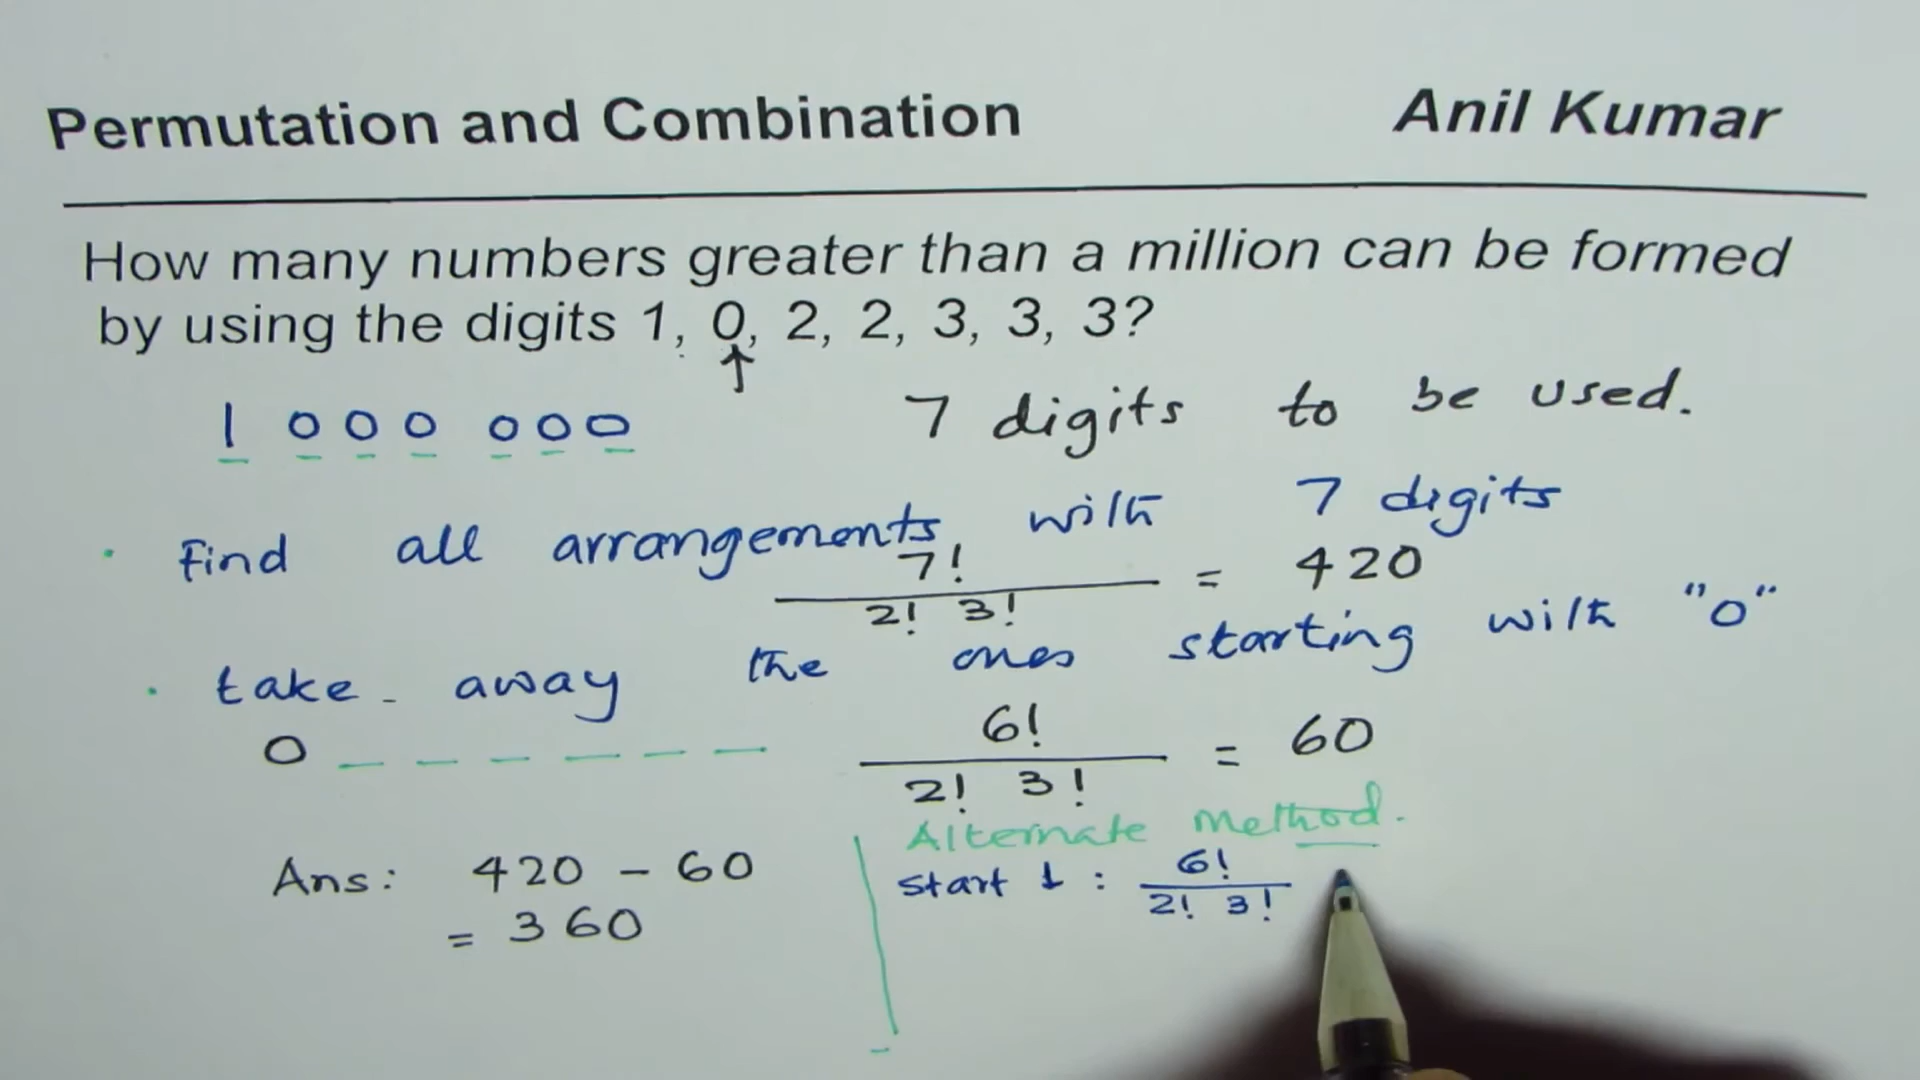 Permutation and Combination Anil Kumar
How many numbers greater than a million can be formed
by using the digits 1, 0, 2, 2, 3, 3, 3?
↑
1 000 000 7 digits to be used.
• Find all arrangements with 7 digits
7! / 2! 3! = 420
• take away the ones starting with "0"
0 _ _ _ _ _ _ 6! / 2! 3! = 60
Alternate Method.
Ans: 420 - 60
= 360
start 1 : 6! / 2! 3!